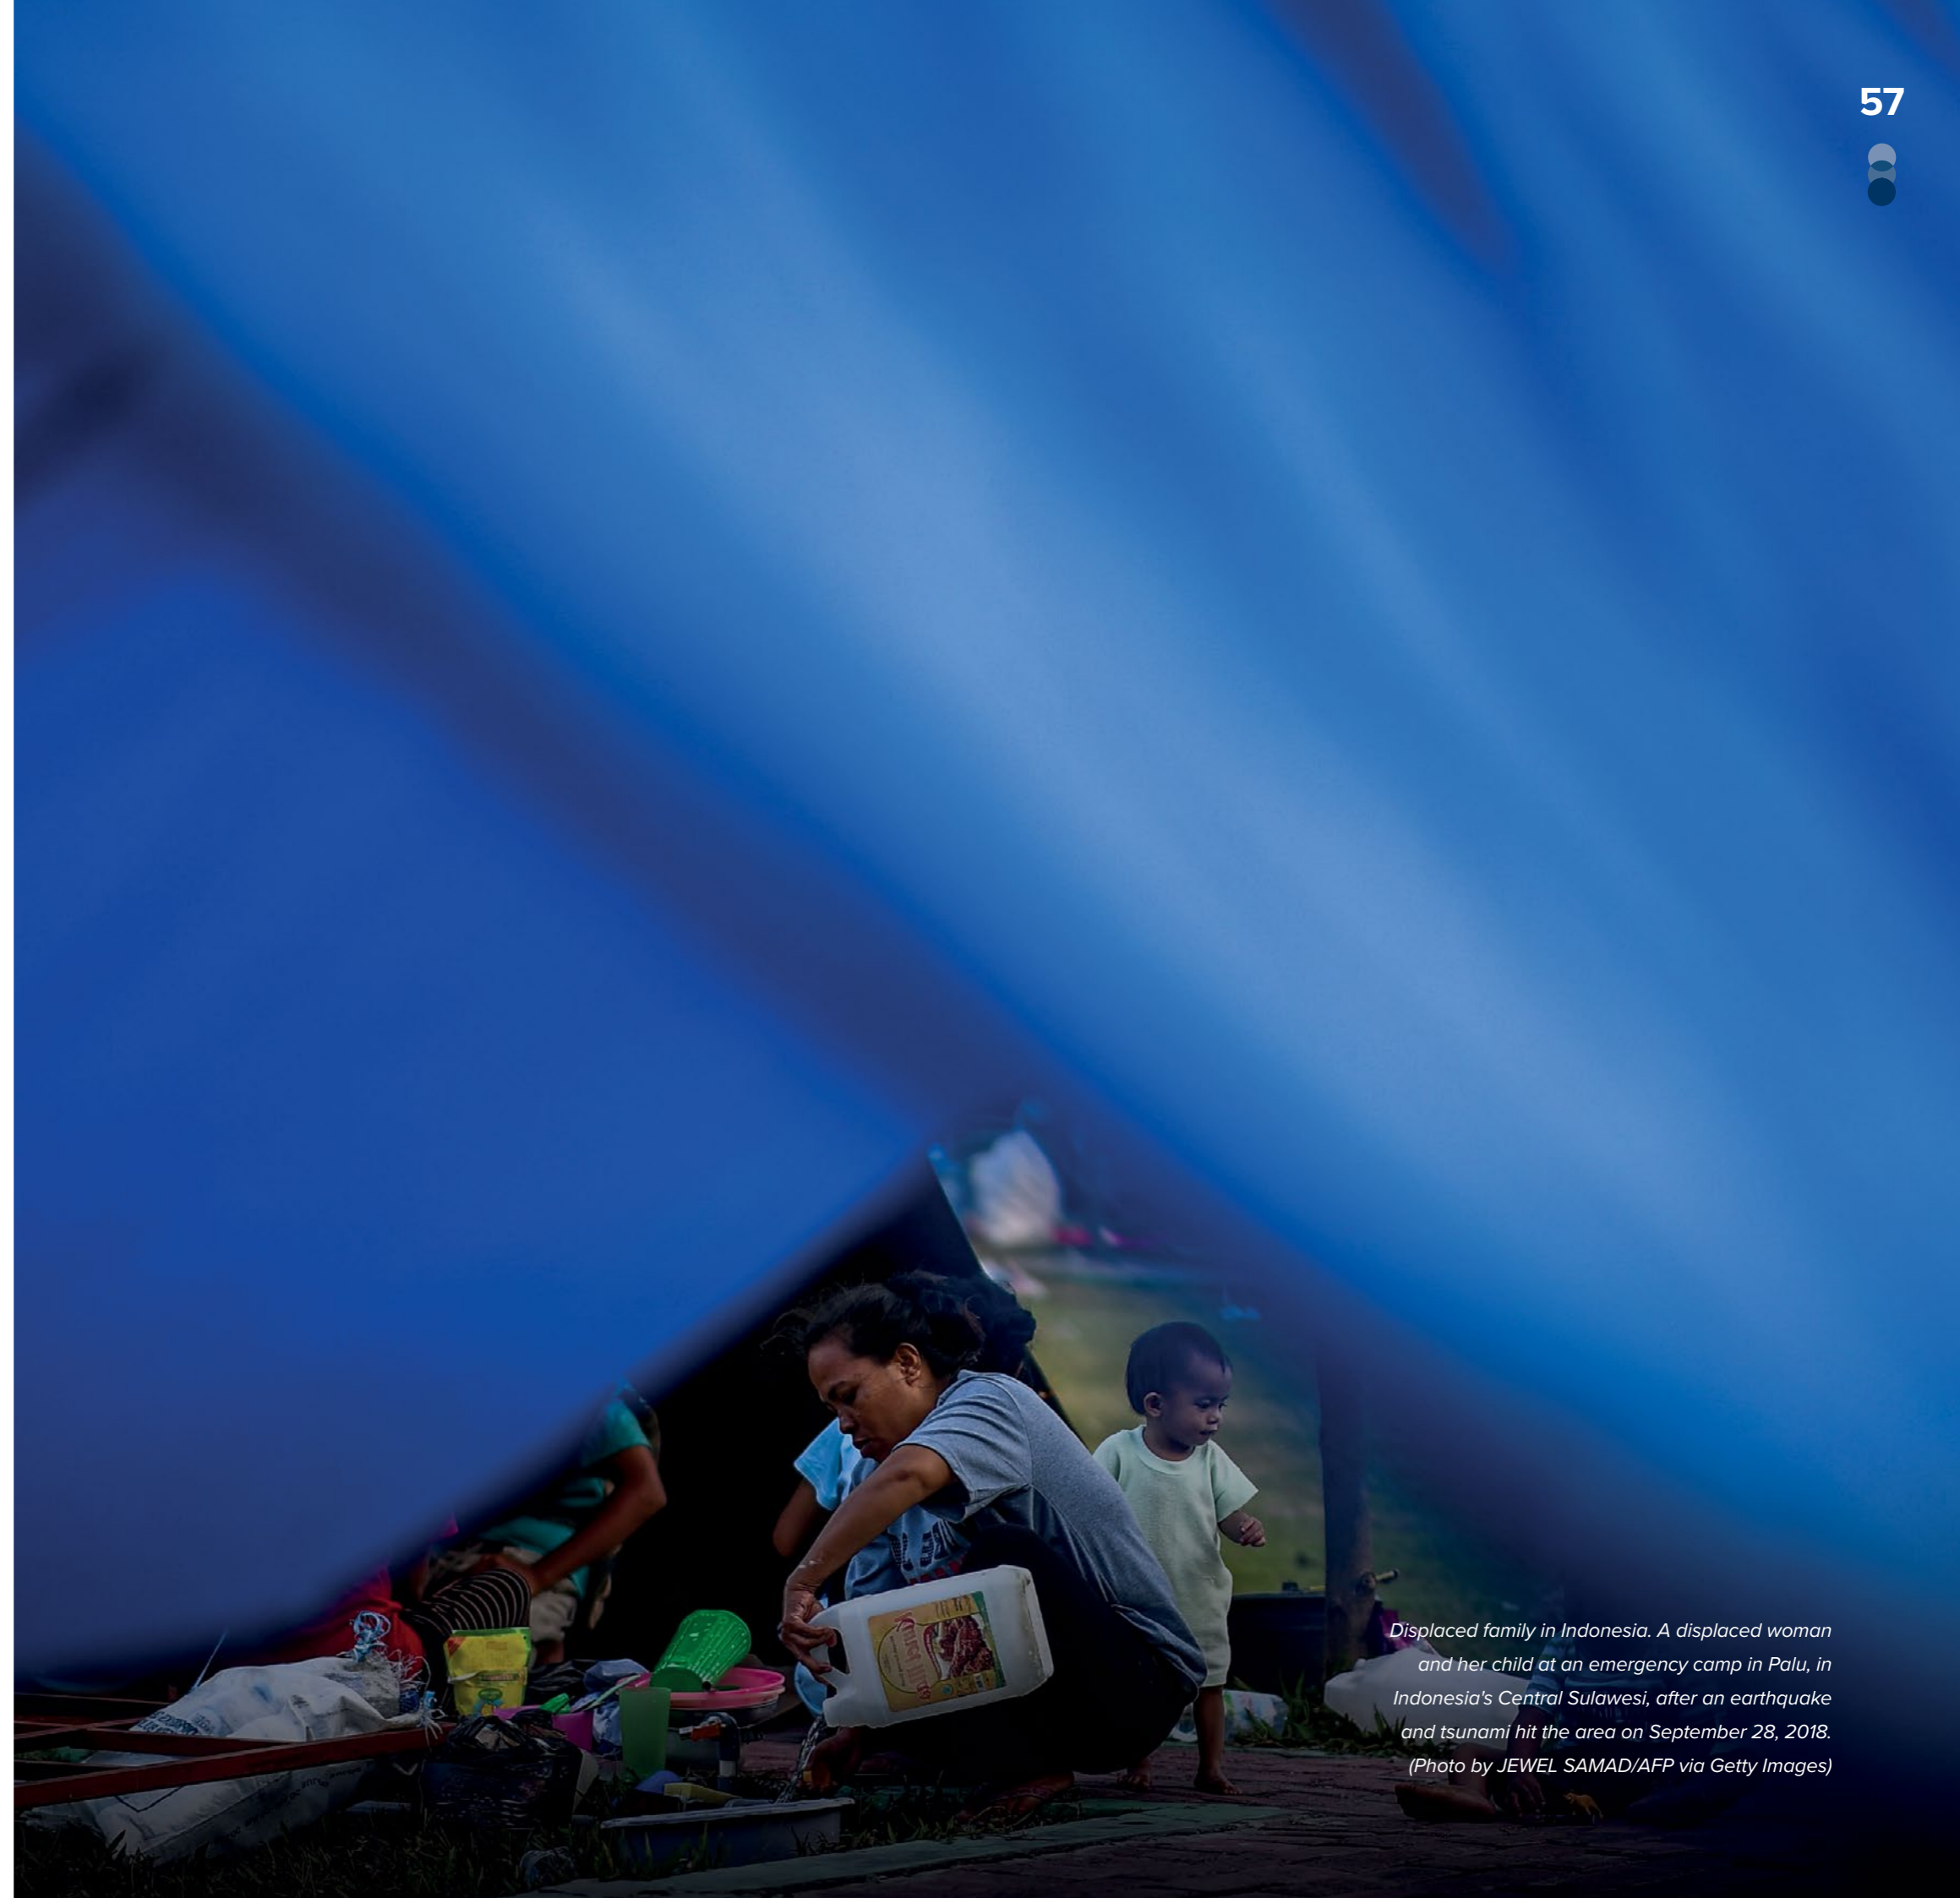 57
Displaced family in Indonesia. A displaced woman
and her child at an emergency camp in Palu, in
Indonesia's Central Sulawesi, after an earthquake
and tsunami hit the area on September 28, 2018.
(Photo by JEWEL SAMAD/AFP via Getty Images)